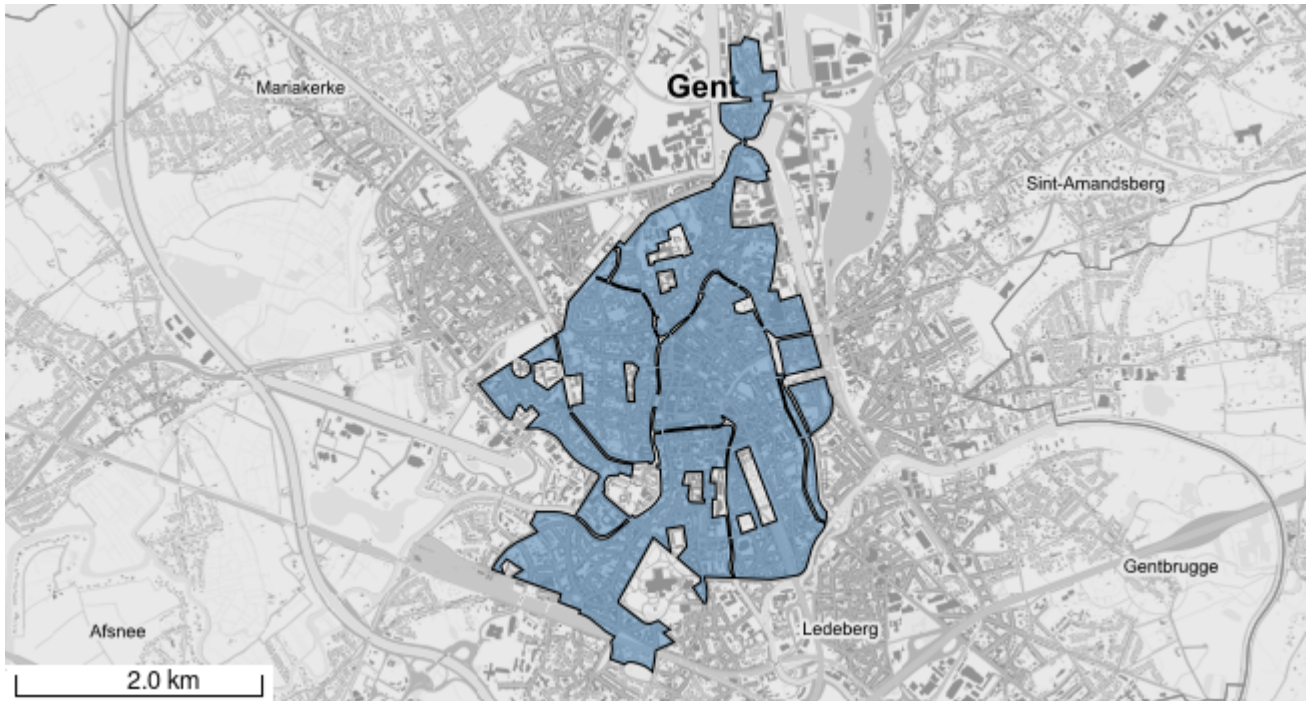 Gent
Mariakerke
Sint-Amandsberg
Gentbrugge
Afsnee
Ledeberg
2.0 km